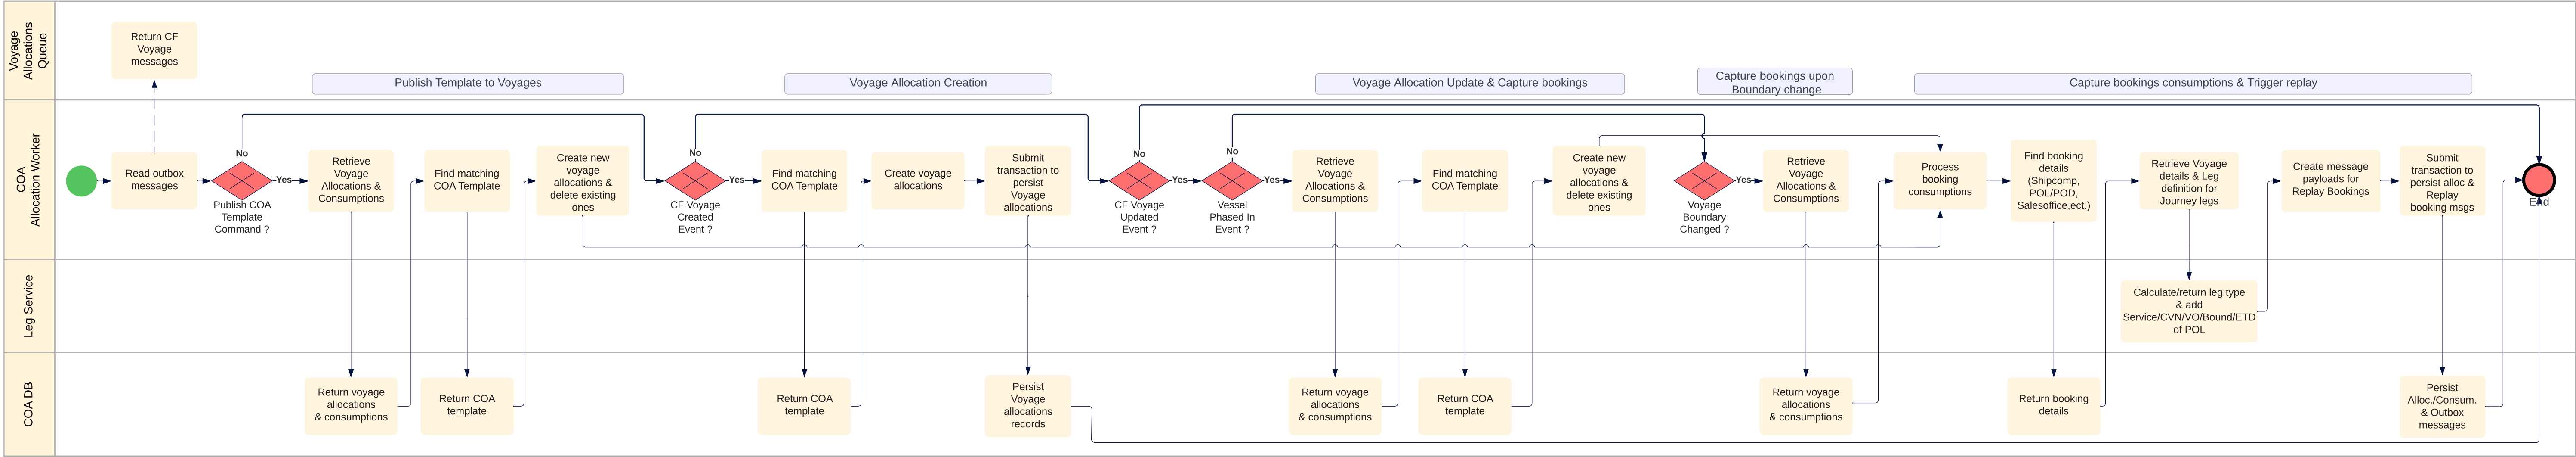 Voyage
Allocations
Queue
Return CF
Voyage
messages
Publish Template to Voyages
Voyage Allocation Creation
Voyage Allocation Update & Capture bookings
Capture bookings upon
Boundary change
Capture bookings consumptions & Trigger replay
COA
Allocation Worker
Read outbox
messages
No
Yes
Publish COA
Template
Command ?
Retrieve
Voyage
Allocations &
Consumptions
Find matching
COA Template
Create new
voyage
allocations &
delete existing
ones
No
Yes
CF Voyage
Created
Event ?
Find matching
COA Template
Create voyage
allocations
Submit
transaction to
persist
Voyage
allocations
No
Yes
CF Voyage
Updated
Event ?
No
Yes
Vessel
Phased In
Event ?
Retrieve
Voyage
Allocations &
Consumptions
Find matching
COA Template
Create new
voyage
allocations &
delete existing
ones
Yes
Voyage
Boundary
Changed ?
Retrieve
Voyage
Allocations &
Consumptions
Process
booking
consumptions
Find booking
details
(Shipcomp,
POL/POD,
Salesoffice,ect.)
Retrieve Voyage
details & Leg
definition for
Journey legs
Create message
payloads for
Replay Bookings
Submit
transaction to
persist alloc &
Replay
booking msgs
End
Leg Service
Calculate/return leg type
& add
Service/CVN/VO/Bound/ETD
of POL
COA DB
Return voyage
allocations
& consumptions
Return COA
template
Return COA
template
Persist
Voyage
allocations
records
Return voyage
allocations
& consumptions
Return COA
template
Return voyage
allocations
& consumptions
Return booking
details
Persist
Alloc./Consum.
& Outbox
messages